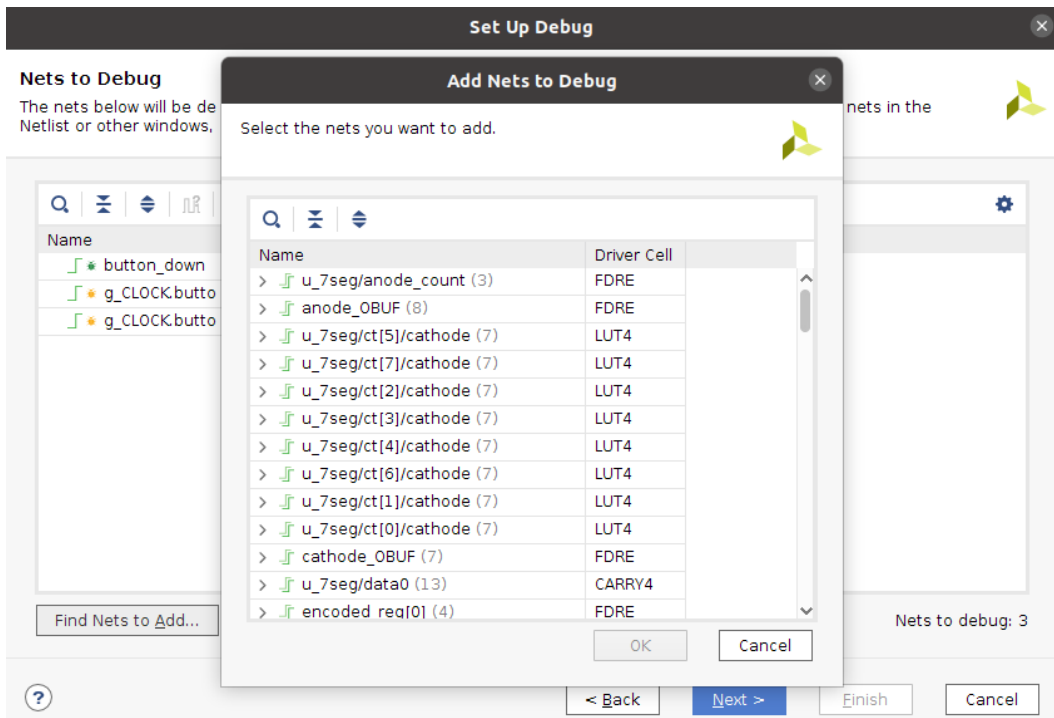 Set Up Debug
Nets to Debug
The nets below will be de
nets in the
Netlist or other windows,
Add Nets to Debug
Select the nets you want to add.
Name
button_down
g_CLOCK.butto
g_CLOCK.butto
Name Driver Cell
u_7seg/anode_count (3) FDRE
anode_OBUF (8) FDRE
u_7seg/ct[5]/cathode (7) LUT4
u_7seg/ct[7]/cathode (7) LUT4
u_7seg/ct[2]/cathode (7) LUT4
u_7seg/ct[3]/cathode (7) LUT4
u_7seg/ct[4]/cathode (7) LUT4
u_7seg/ct[6]/cathode (7) LUT4
u_7seg/ct[1]/cathode (7) LUT4
u_7seg/ct[0]/cathode (7) LUT4
cathode_OBUF (7) FDRE
u_7seg/data0 (13) CARRY4
encoded_reg[0] (4) FDRE
OK Cancel
Find Nets to Add...
Nets to debug: 3
? < Back Next > Finish Cancel